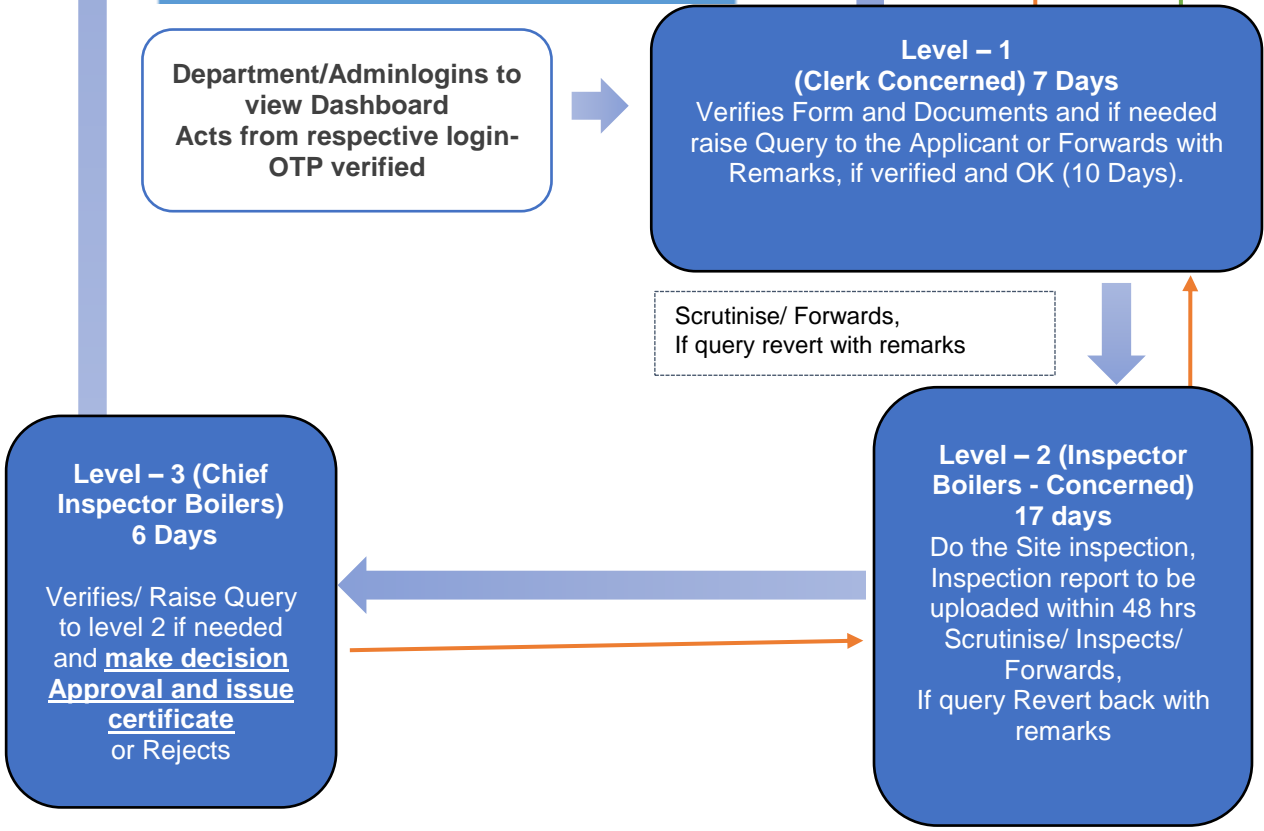 Department/Adminlogins to
view Dashboard
Acts from respective login-
OTP verified
Level – 1
(Clerk Concerned) 7 Days
Verifies Form and Documents and if needed
raise Query to the Applicant or Forwards with
Remarks, if verified and OK (10 Days).
Scrutinise/ Forwards,
If query revert with remarks
Level – 3 (Chief
Inspector Boilers)
6 Days
Verifies/ Raise Query
to level 2 if needed
and make decision
Approval and issue
certificate
or Rejects
Level – 2 (Inspector
Boilers - Concerned)
17 days
Do the Site inspection,
Inspection report to be
uploaded within 48 hrs
Scrutinise/ Inspects/
Forwards,
If query Revert back with
remarks